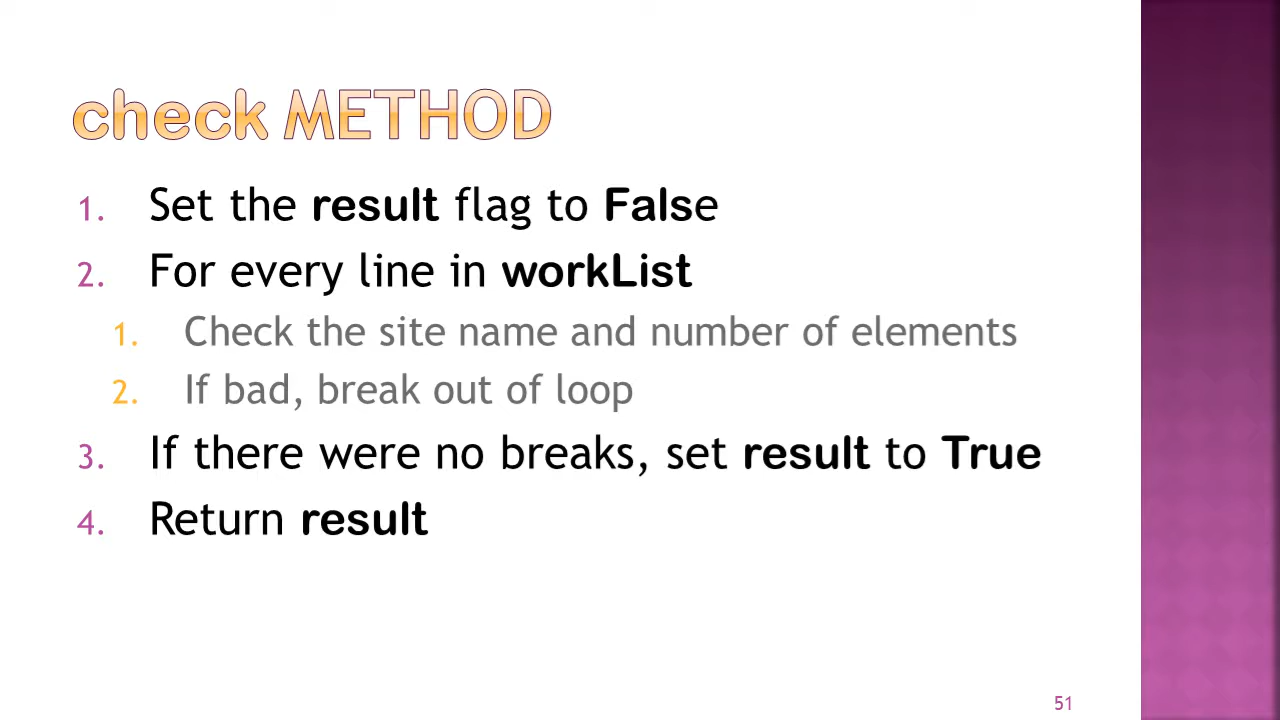 check METHOD
1. Set the result flag to False
2. For every line in workList
1. Check the site name and number of elements
2. If bad, break out of loop
3. If there were no breaks, set result to True
4. Return result
51